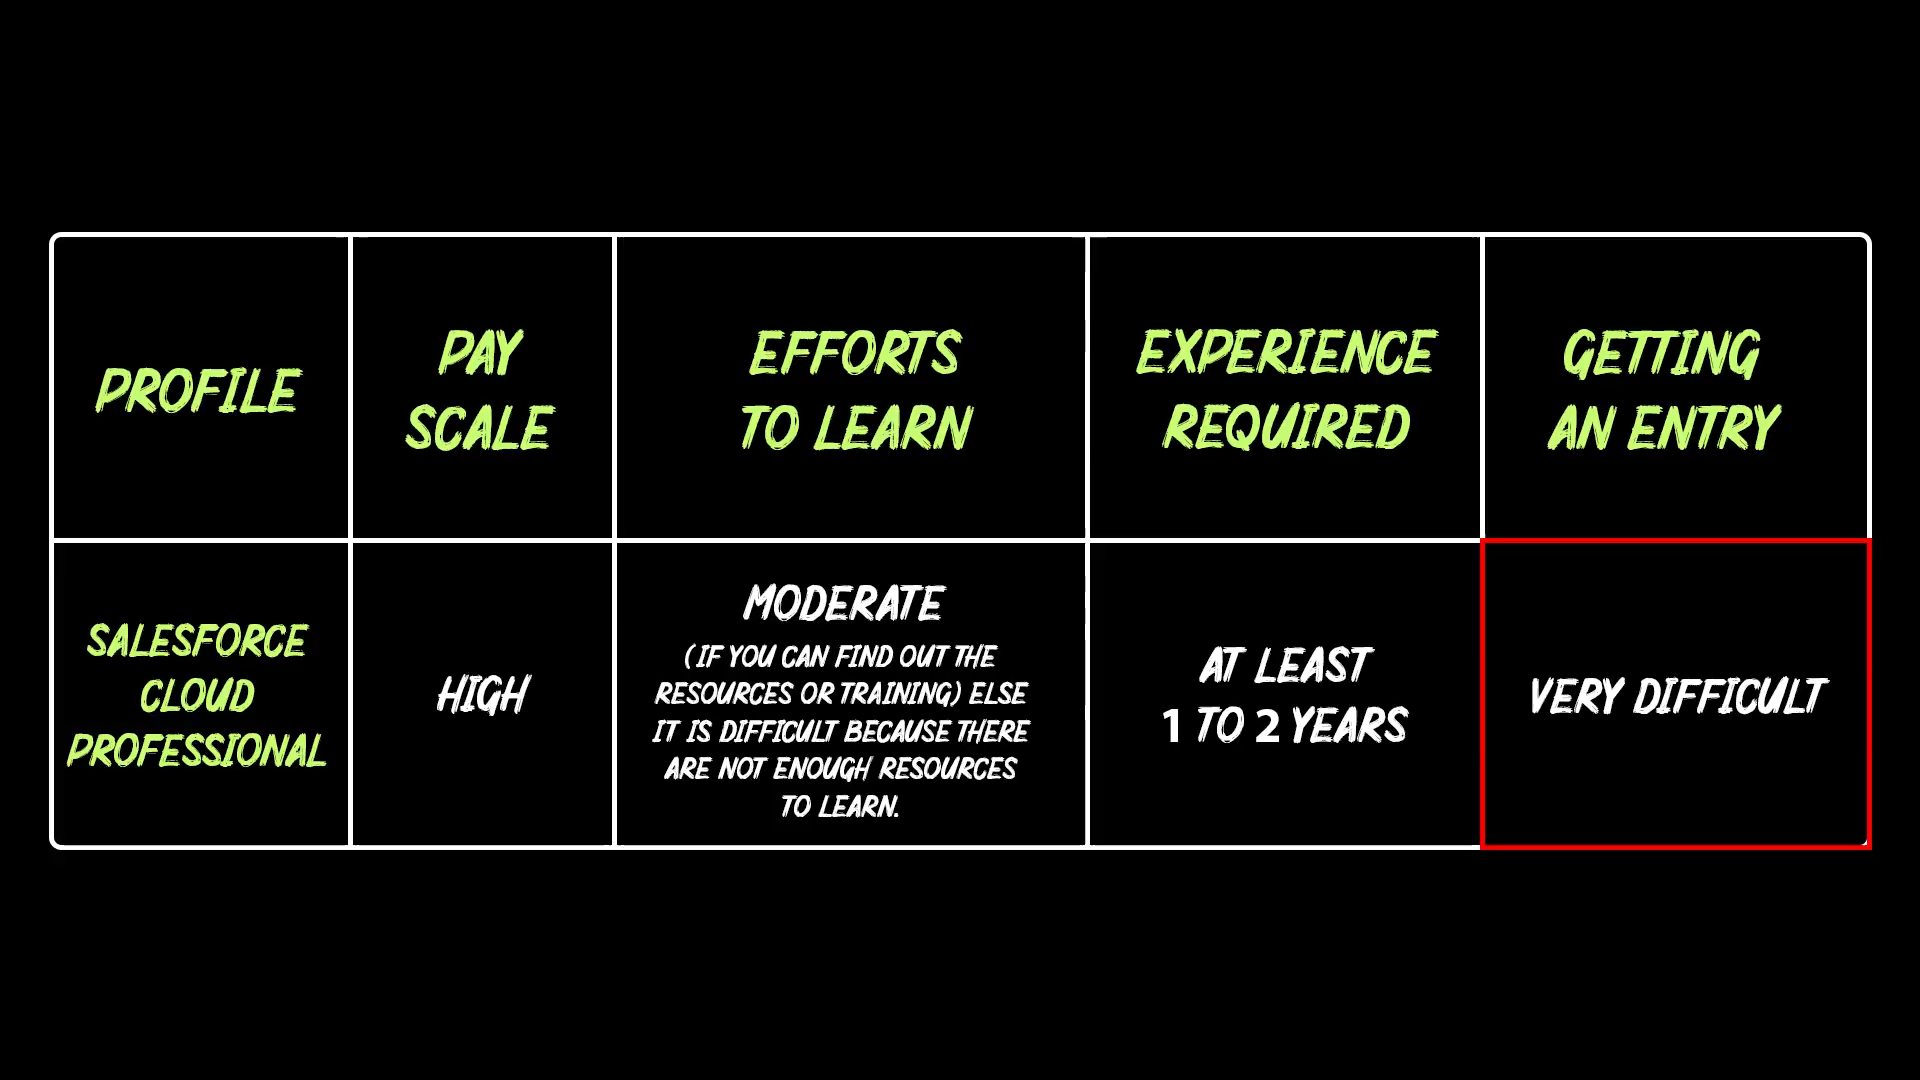 PROFILE
PAY
SCALE
EFFORTS
TO LEARN
EXPERIENCE
REQUIRED
GETTING
AN ENTRY
SALESFORCE
CLOUD
PROFESSIONAL
HIGH
MODERATE
(IF YOU CAN FIND OUT THE
RESOURCES OR TRAINING) ELSE
IT IS DIFFICULT BECAUSE THERE
ARE NOT ENOUGH RESOURCES
TO LEARN.
AT LEAST
1 TO 2 YEARS
VERY DIFFICULT